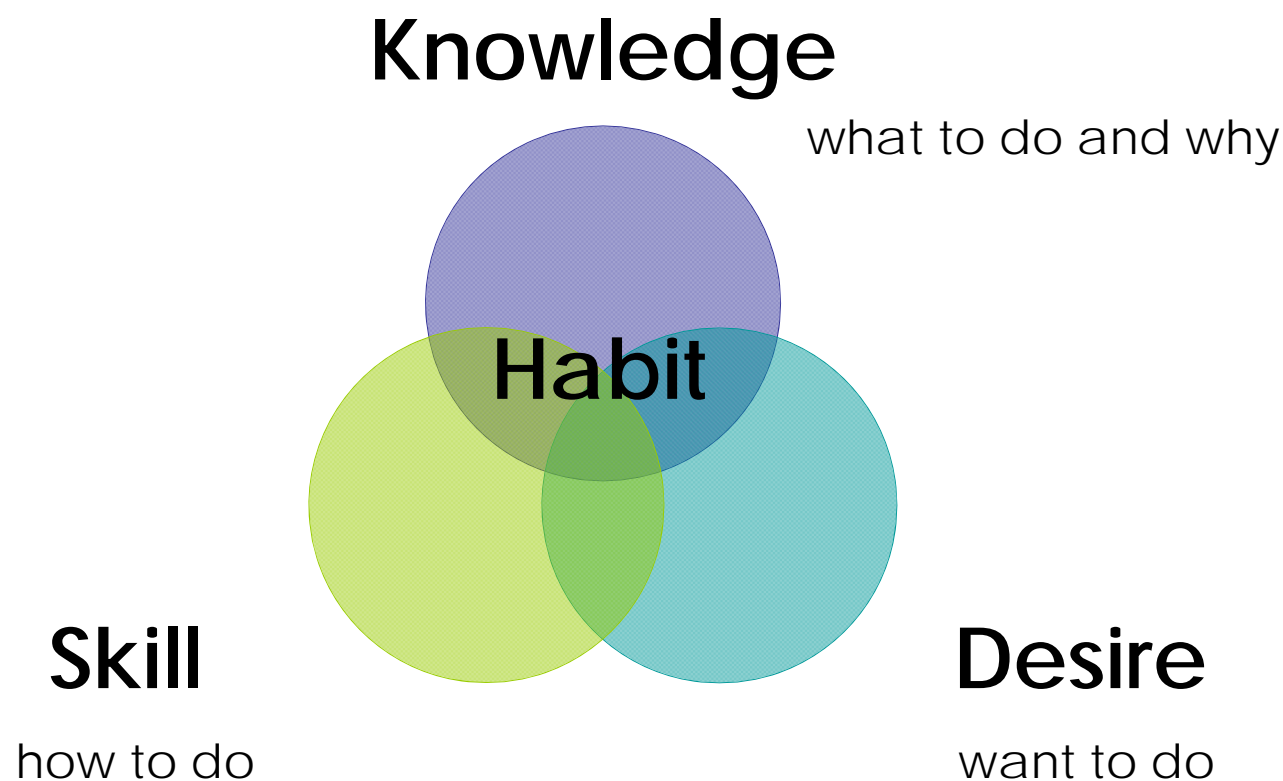 Knowledge
what to do and why
Habit
Skill
how to do
Desire
want to do